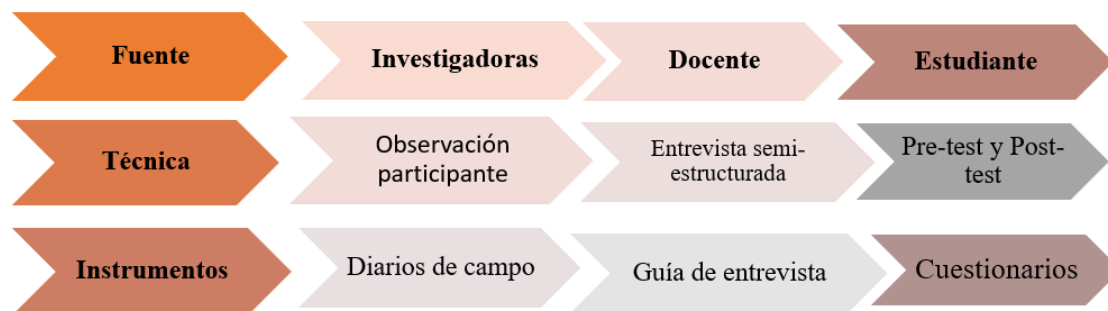 Fuente
Investigadoras
Docente
Estudiante
Técnica
Observación
participante
Entrevista semi-
estructurada
Pre-test y Post-
test
Instrumentos
Diarios de campo
Guía de entrevista
Cuestionarios